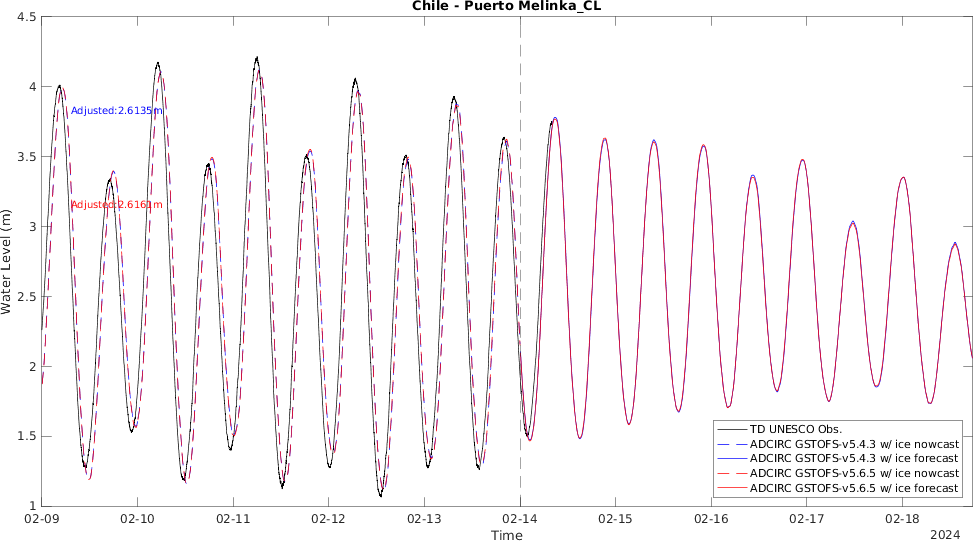 Chile - Puerto Melinka_CL
Water Level (m)
4.5
4
3.5
3
2.5
2
1.5
1
Adjusted:2.6135m
Adjusted:2.6161m
TD UNESCO Obs.
ADCIRC GSTOFS-v5.4.3 w/ ice nowcast
ADCIRC GSTOFS-v5.4.3 w/ ice forecast
ADCIRC GSTOFS-v5.6.5 w/ ice nowcast
ADCIRC GSTOFS-v5.6.5 w/ ice forecast
02-09 02-10 02-11 02-12 02-13 02-14 02-15 02-16 02-17 02-18
Time
2024